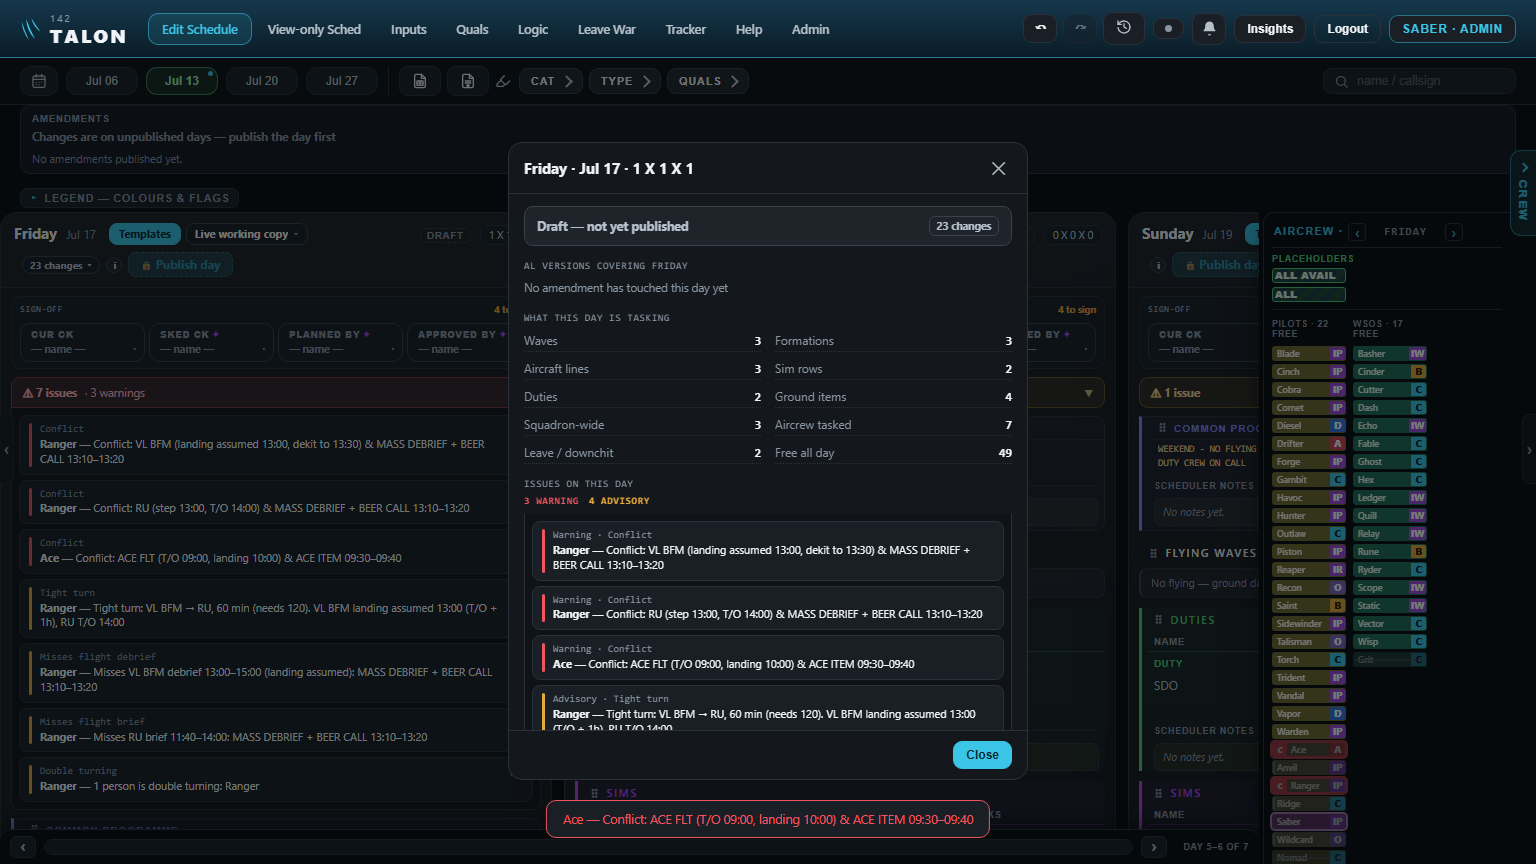 142
TALON
Edit Schedule
View-only Sched
Inputs
Quals
Logic
Leave War
Tracker
Help
Admin
Insights
Logout
SABER · ADMIN
Jul 06
Jul 13
Jul 20
Jul 27
CAT
TYPE
QUALS
name / callsign
AMENDMENTS
Changes are on unpublished days — publish the day first
No amendments published yet.
LEGEND — COLOURS & FLAGS
CREW
Friday Jul 17
Templates
Live working copy
DRAFT
23 changes
i
Publish day
SIGN-OFF
CUR CK
— name —
SKED CK
— name —
PLANNED BY
— name —
APPROVED BY
— name —
7 issues · 3 warnings
Conflict
Ranger — Conflict: VL BFM (landing assumed 13:00, dekit to 13:30) & MASS DEBRIEF + BEER
CALL 13:10–13:20
Conflict
Ranger — Conflict: RU (step 13:00, T/O 14:00) & MASS DEBRIEF + BEER CALL 13:10–13:20
Conflict
Ace — Conflict: ACE FLT (T/O 09:00, landing 10:00) & ACE ITEM 09:30–09:40
Tight turn
Ranger — Tight turn: VL BFM → RU, 60 min (needs 120). VL BFM landing assumed 13:00 (T/O +
1h), RU T/O 14:00
Misses flight debrief
Ranger — Misses VL BFM debrief 13:00–15:00 (landing assumed): MASS DEBRIEF + BEER CALL
13:10–13:20
Misses flight brief
Ranger — Misses RU brief 11:40–14:00: MASS DEBRIEF + BEER CALL 13:10–13:20
Double turning
Ranger — 1 person is double turning: Ranger
Friday · Jul 17 · 1 X 1 X 1
Draft — not yet published
23 changes
AL VERSIONS COVERING FRIDAY
No amendment has touched this day yet
WHAT THIS DAY IS TASKING
Waves 3
Formations 3
Aircraft lines 3
Sim rows 2
Duties 2
Ground items 4
Squadron-wide 3
Aircrew tasked 7
Leave / downchit 2
Free all day 49
ISSUES ON THIS DAY
3 WARNING 4 ADVISORY
Warning · Conflict
Ranger — Conflict: VL BFM (landing assumed 13:00, dekit to 13:30) & MASS DEBRIEF +
BEER CALL 13:10–13:20
Warning · Conflict
Ranger — Conflict: RU (step 13:00, T/O 14:00) & MASS DEBRIEF + BEER CALL 13:10–13:20
Warning · Conflict
Ace — Conflict: ACE FLT (T/O 09:00, landing 10:00) & ACE ITEM 09:30–09:40
Advisory · Tight turn
Ranger — Tight turn: VL BFM → RU, 60 min (needs 120). VL BFM landing assumed 13:00
(T/O + 1h), RU T/O 14:00
Close
Ace — Conflict: ACE FLT (T/O 09:00, landing 10:00) & ACE ITEM 09:30–09:40
0X0X0
4 to sign
— name —
SIMS
Sunday Jul 19
i
Publish day
SIGN-OFF
CUR CK
— name —
1 issue
WEEKEND - NO FLYING
DUTY CREW ON CALL
SCHEDULER NOTES
No notes yet.
FLYING WAVES
No flying — ground
DUTIES
NAME
DUTY
SDO
SCHEDULER NOTES
No notes yet.
SIMS
NAME
AIRCREW ·
FRIDAY
PLACEHOLDERS
ALL AVAIL
ALL
PILOTS · 22
FREE
Blade IP
Cinch IP
Cobra IP
Comet IP
Diesel D
Drifter A
Forge IP
Gambit C
Havoc IP
Hunter IP
Outlaw C
Piston IP
Reaper IR
Recon O
Saint B
Sidewinder IP
Talisman O
Torch C
Trident IP
Vandal IP
Vapor D
Warden IP
C Ace A
Anvil IP
C Ranger IP
Ridge C
Saber IP
Wildcard O
Nomad C
WSOS · 17
FREE
Basher IW
Cinder B
Cutter C
Dash C
Echo IW
Fable C
Ghost C
Hex C
Ledger IW
Quill IW
Relay IW
Rune B
Ryder C
Scope IW
Static IW
Vector C
Wisp C
Grit C
DAY 5–6 OF 7